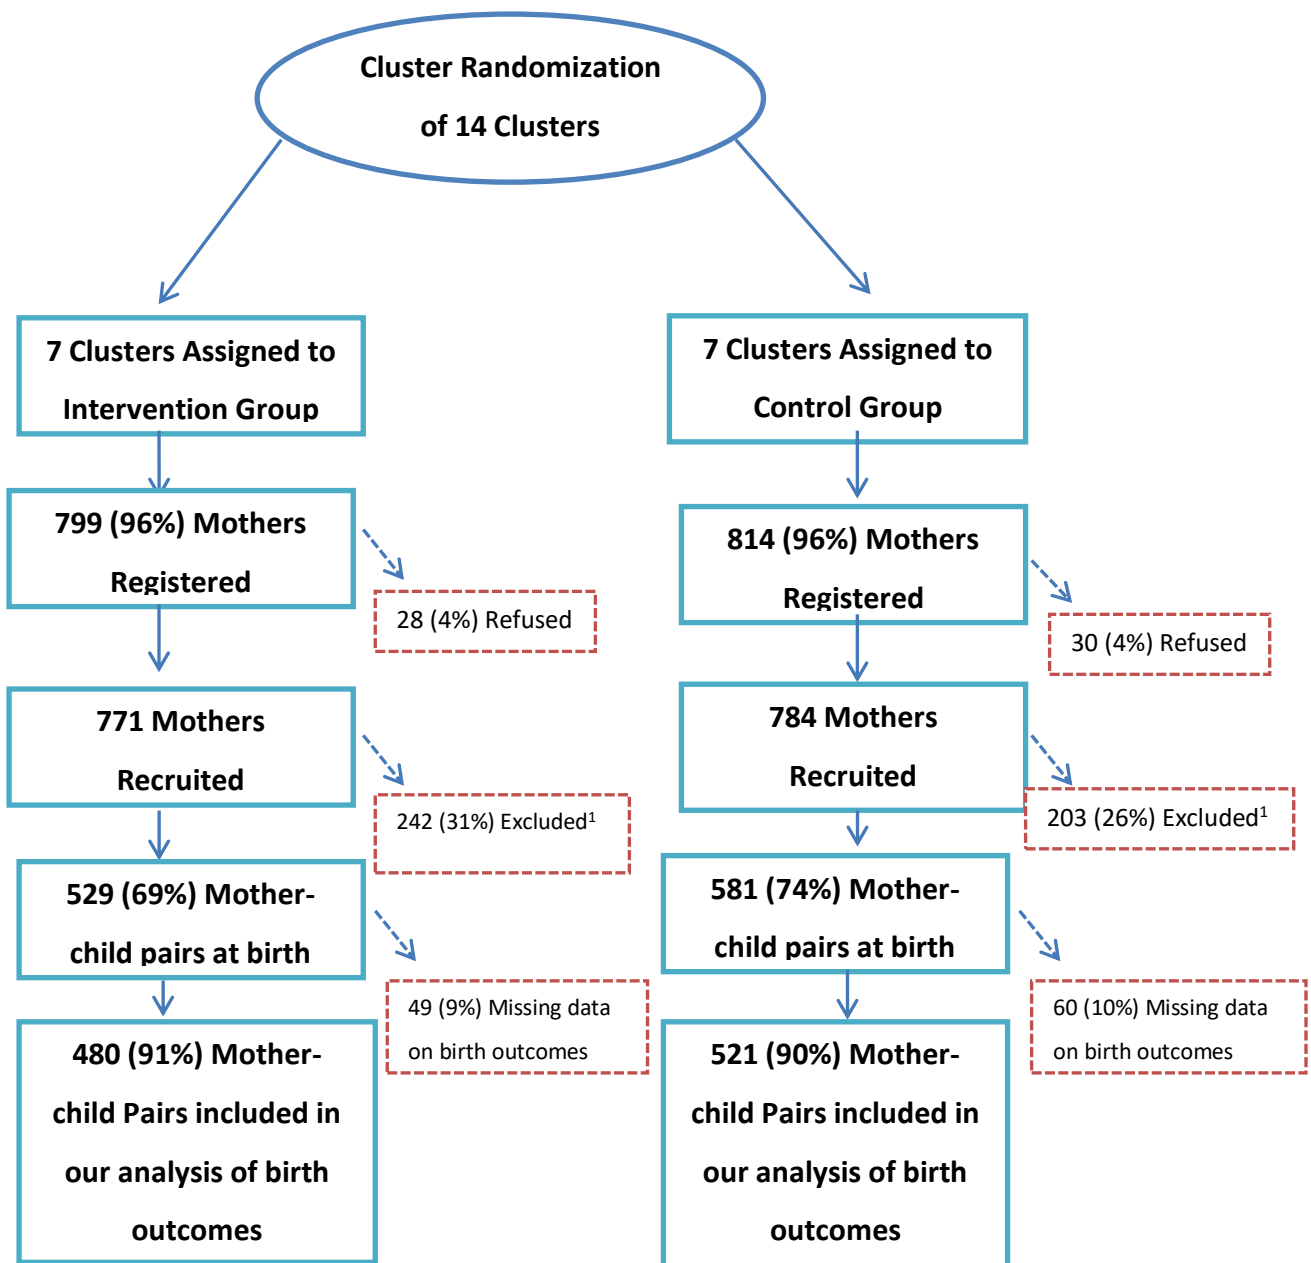 Cluster Randomization
of 14 Clusters
7 Clusters Assigned to
Intervention Group
799 (96%) Mothers
Registered
28 (4%) Refused
771 Mothers
Recruited
242 (31%) Excluded¹
529 (69%) Mother-
child pairs at birth
49 (9%) Missing data
on birth outcomes
480 (91%) Mother-
child Pairs included in
our analysis of birth
outcomes
7 Clusters Assigned to
Control Group
814 (96%) Mothers
Registered
30 (4%) Refused
784 Mothers
Recruited
203 (26%) Excluded¹
581 (74%) Mother-
child pairs at birth
60 (10%) Missing data
on birth outcomes
521 (90%) Mother-
child Pairs included in
our analysis of birth
outcomes